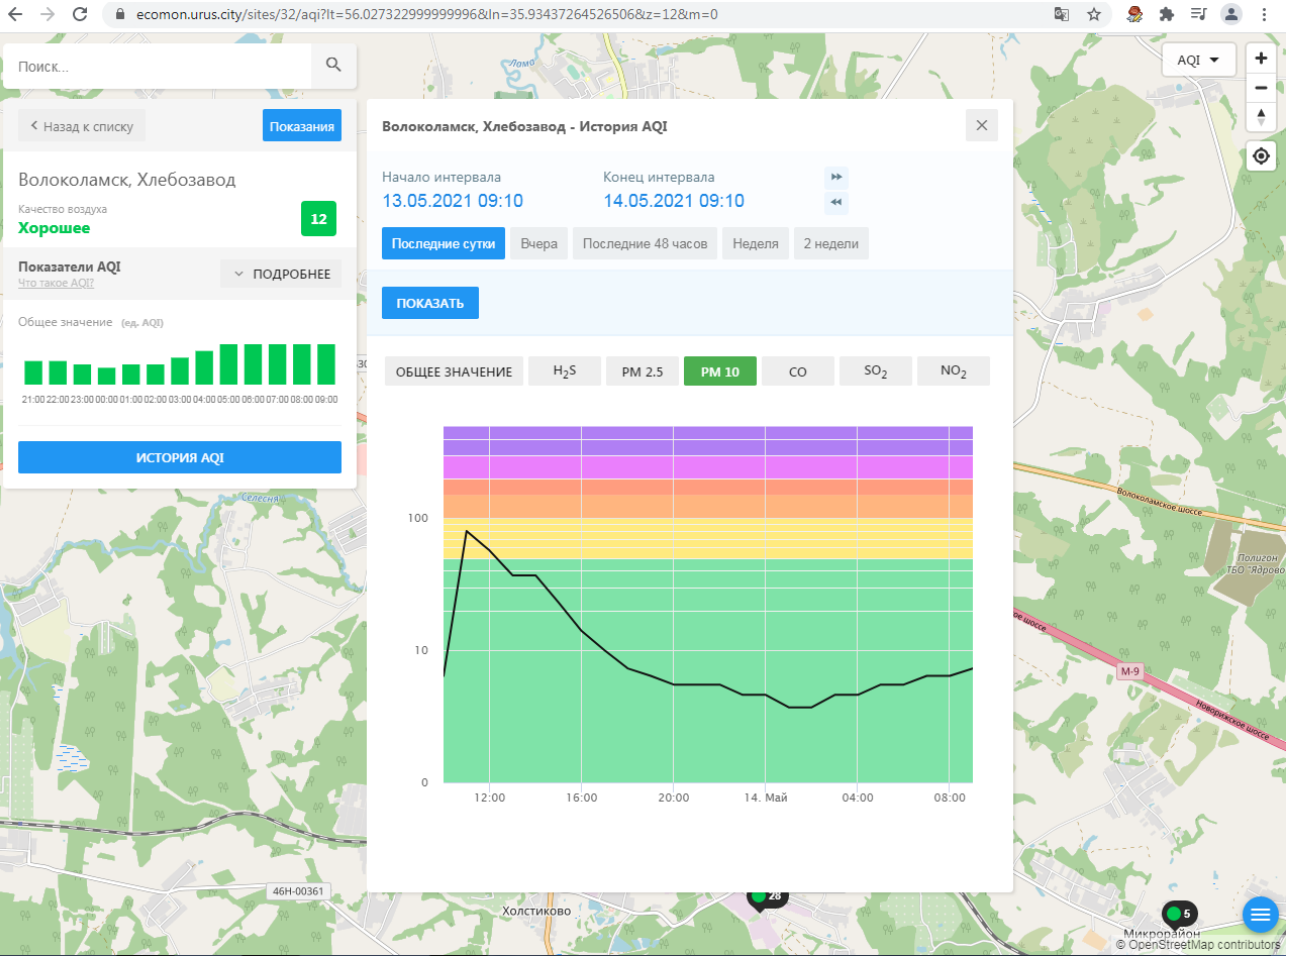 ecomon.urus.city/sites/32/aqi?lt=56.027322999999996&ln=35.93437264526506&z=12&m=0
Поиск...
AQI
Лама
Назад к списку
Показания
Волоколамск, Хлебозавод - История AQI
Волоколамск, Хлебозавод
Качество воздуха
Хорошее
12
Начало интервала
Конец интервала
13.05.2021 09:10
14.05.2021 09:10
Последние сутки
Вчера
Последние 48 часов
Неделя
2 недели
Показатели AQI
Что такое AQI?
ПОДРОБНЕЕ
ПОКАЗАТЬ
Общее значение (ед. AQI)
21:00 22:00 23:00 00:00 01:00 02:00 03:00 04:00 05:00 06:00 07:00 08:00 09:00
ИСТОРИЯ AQI
ОБЩЕЕ ЗНАЧЕНИЕ
H2S
PM 2.5
PM 10
CO
SO2
NO2
100
10
0
12:00
16:00
20:00
14. Май
04:00
08:00
Селесня
Волоколамское шоссе
Полигон
ТБО "Ядрово
ое шоссе
М-9
Новорижское шоссе
46Н-00361
Холстиково
28
5
Микрорайон
© OpenStreetMap contributors